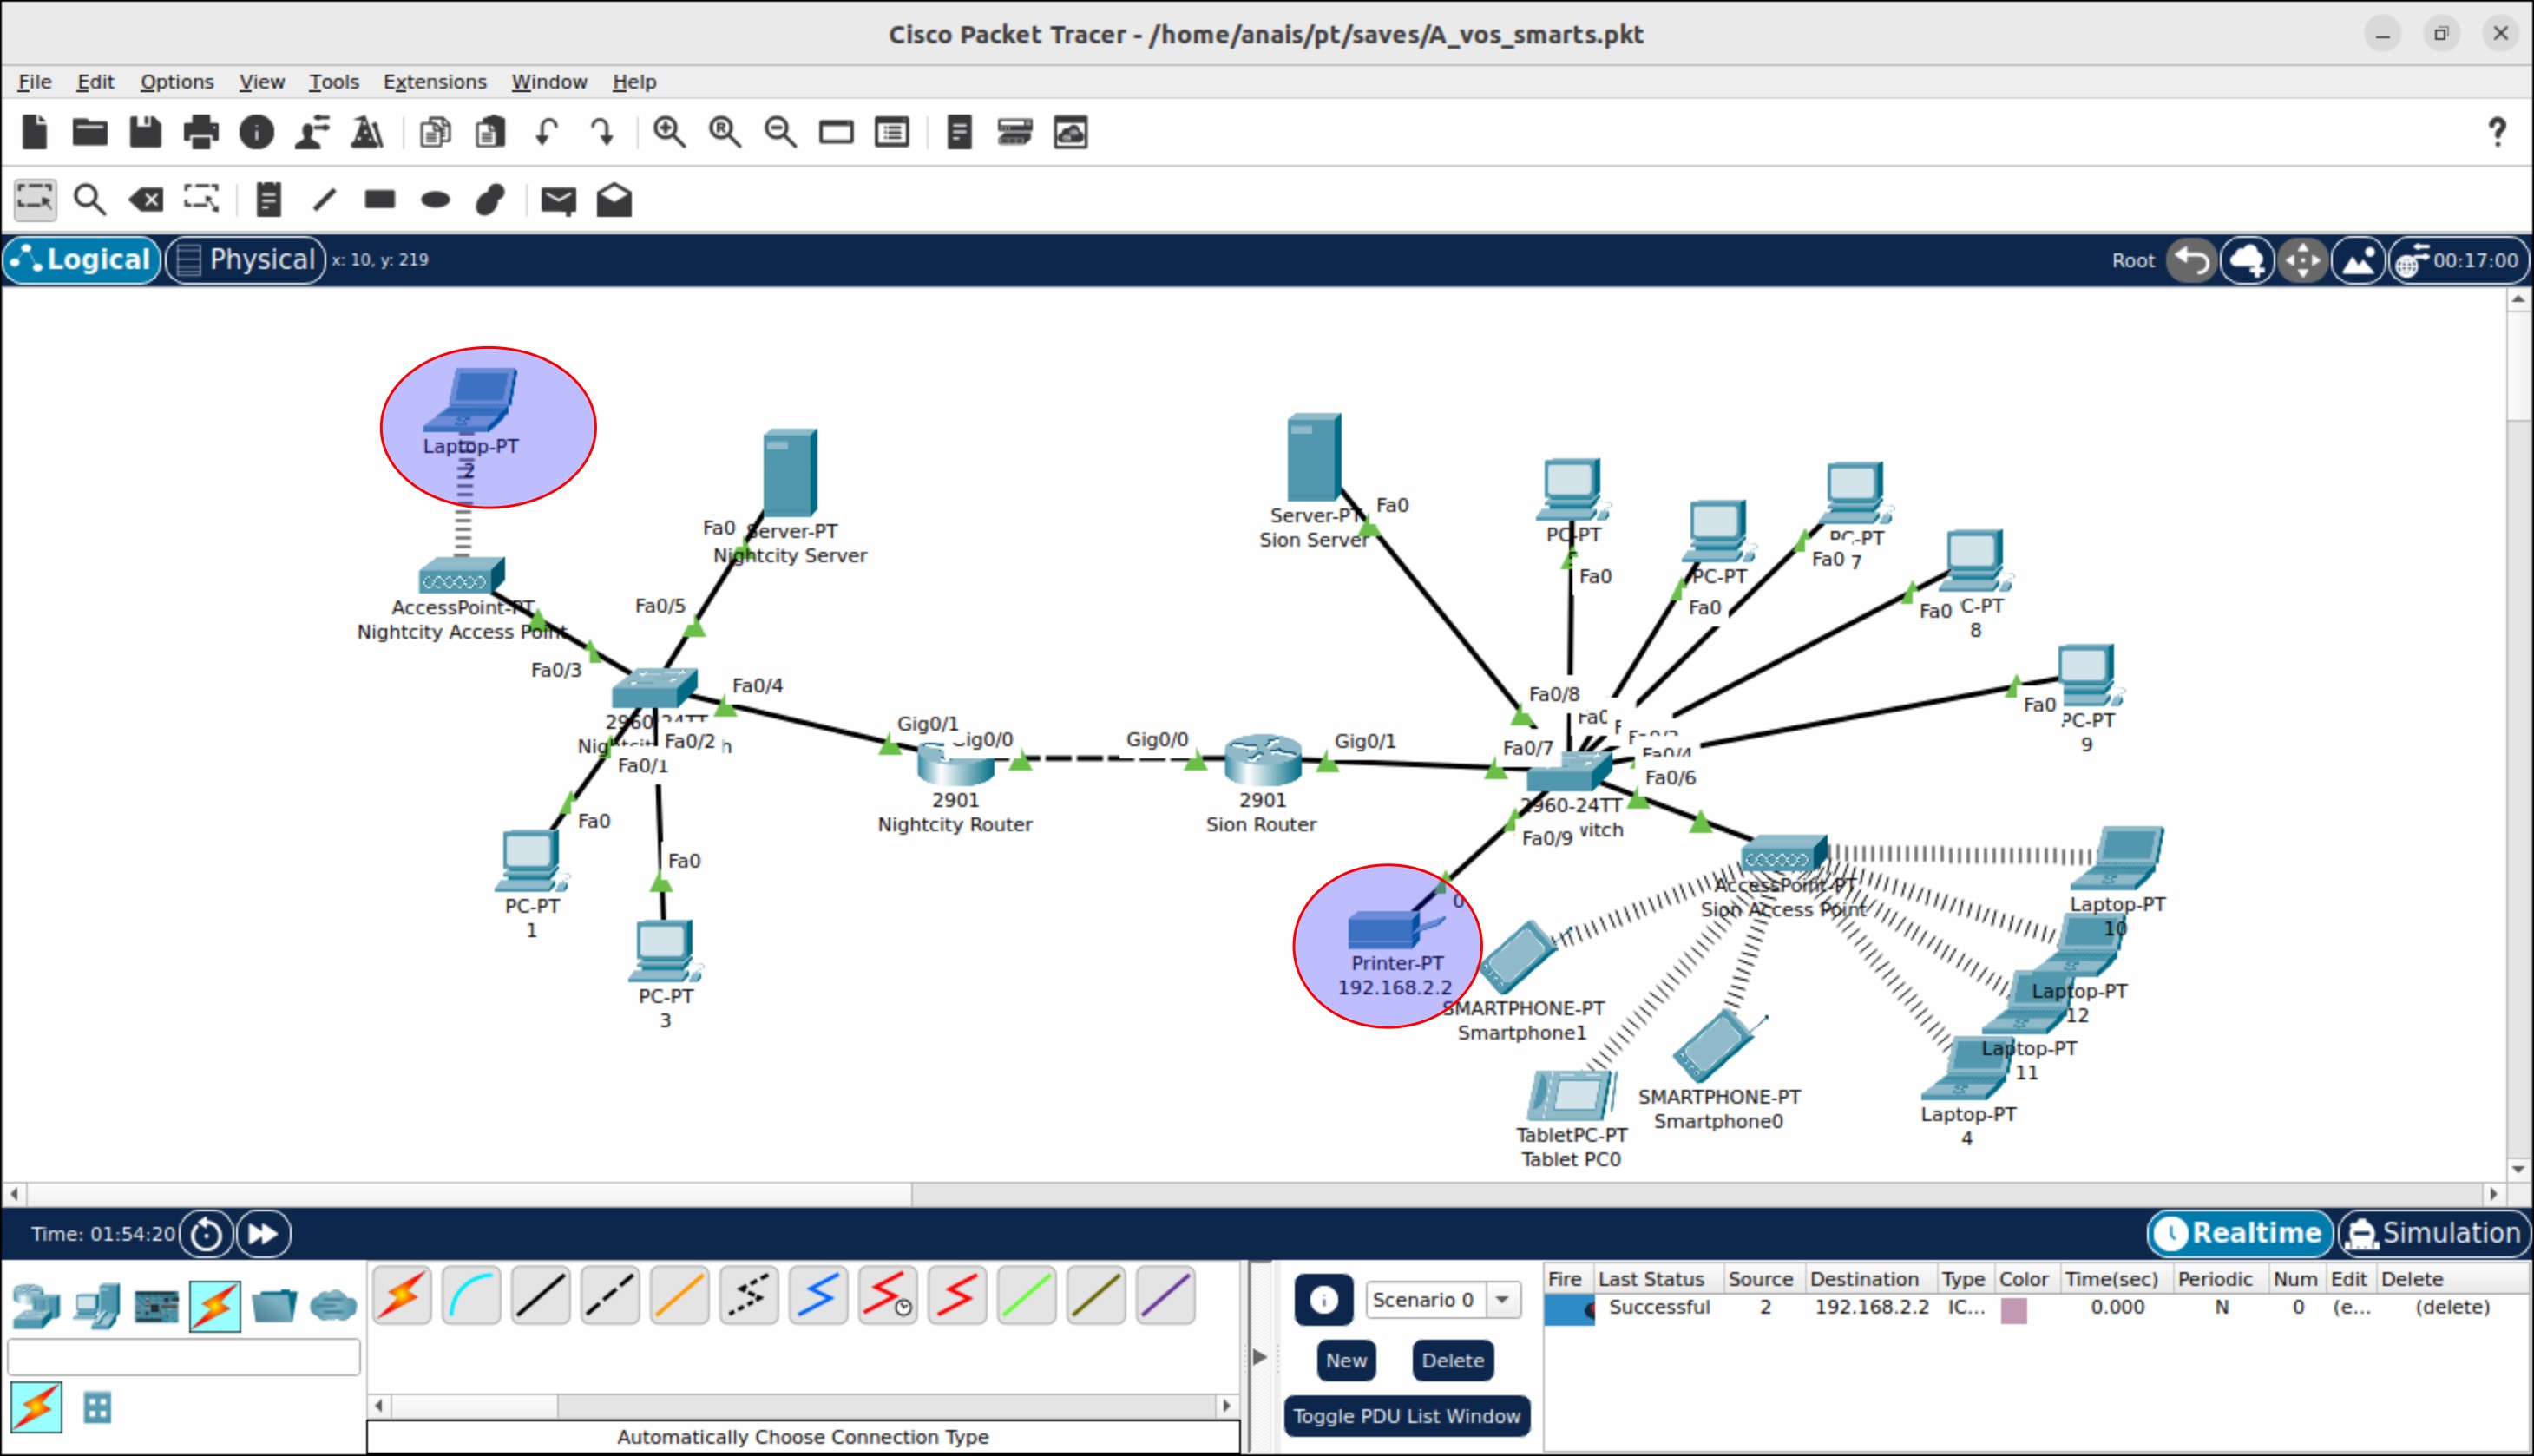 Cisco Packet Tracer - /home/anais/pt/saves/A_vos_smarts.pkt
File Edit Options View Tools Extensions Window Help
?
Logical Physical x: 10, y: 219 Root 00:17:00
Laptop-PT
2
AccessPoint-PT
Nightcity Access Point
Fa0 Server-PT
Nightcity Server
Fa0/5
Fa0/3
Fa0/4
Fa0/2
Fa0/1
Fa0
PC-PT
1
Fa0
PC-PT
3
Gig0/1
Gig0/0
2901
Nightcity Router
Gig0/0
Gig0/1
2901
Sion Router
Server-PT
Sion Server
Fa0
PC-PT
Fa0
PC-PT
Fa0
PC-PT
Fa0 7
Fa0
8
Fa0
PC-PT
9
Fa0/8
Fa0/7
Fa0/4
Fa0/6
2960-24TT
Fa0/9
Printer-PT
192.168.2.2
AccessPoint-PT
Sion Access Point
SMARTPHONE-PT
Smartphone1
SMARTPHONE-PT
Smartphone0
TabletPC-PT
Tablet PC0
Laptop-PT
10
Laptop-PT
12
Laptop-PT
11
Laptop-PT
4
Time: 01:54:20 Realtime Simulation
Scenario 0
New Delete
Toggle PDU List Window
Fire Last Status Source Destination Type Color Time(sec) Periodic Num Edit Delete
Successful 2 192.168.2.2 IC... 0.000 N 0 (e... (delete)
Automatically Choose Connection Type